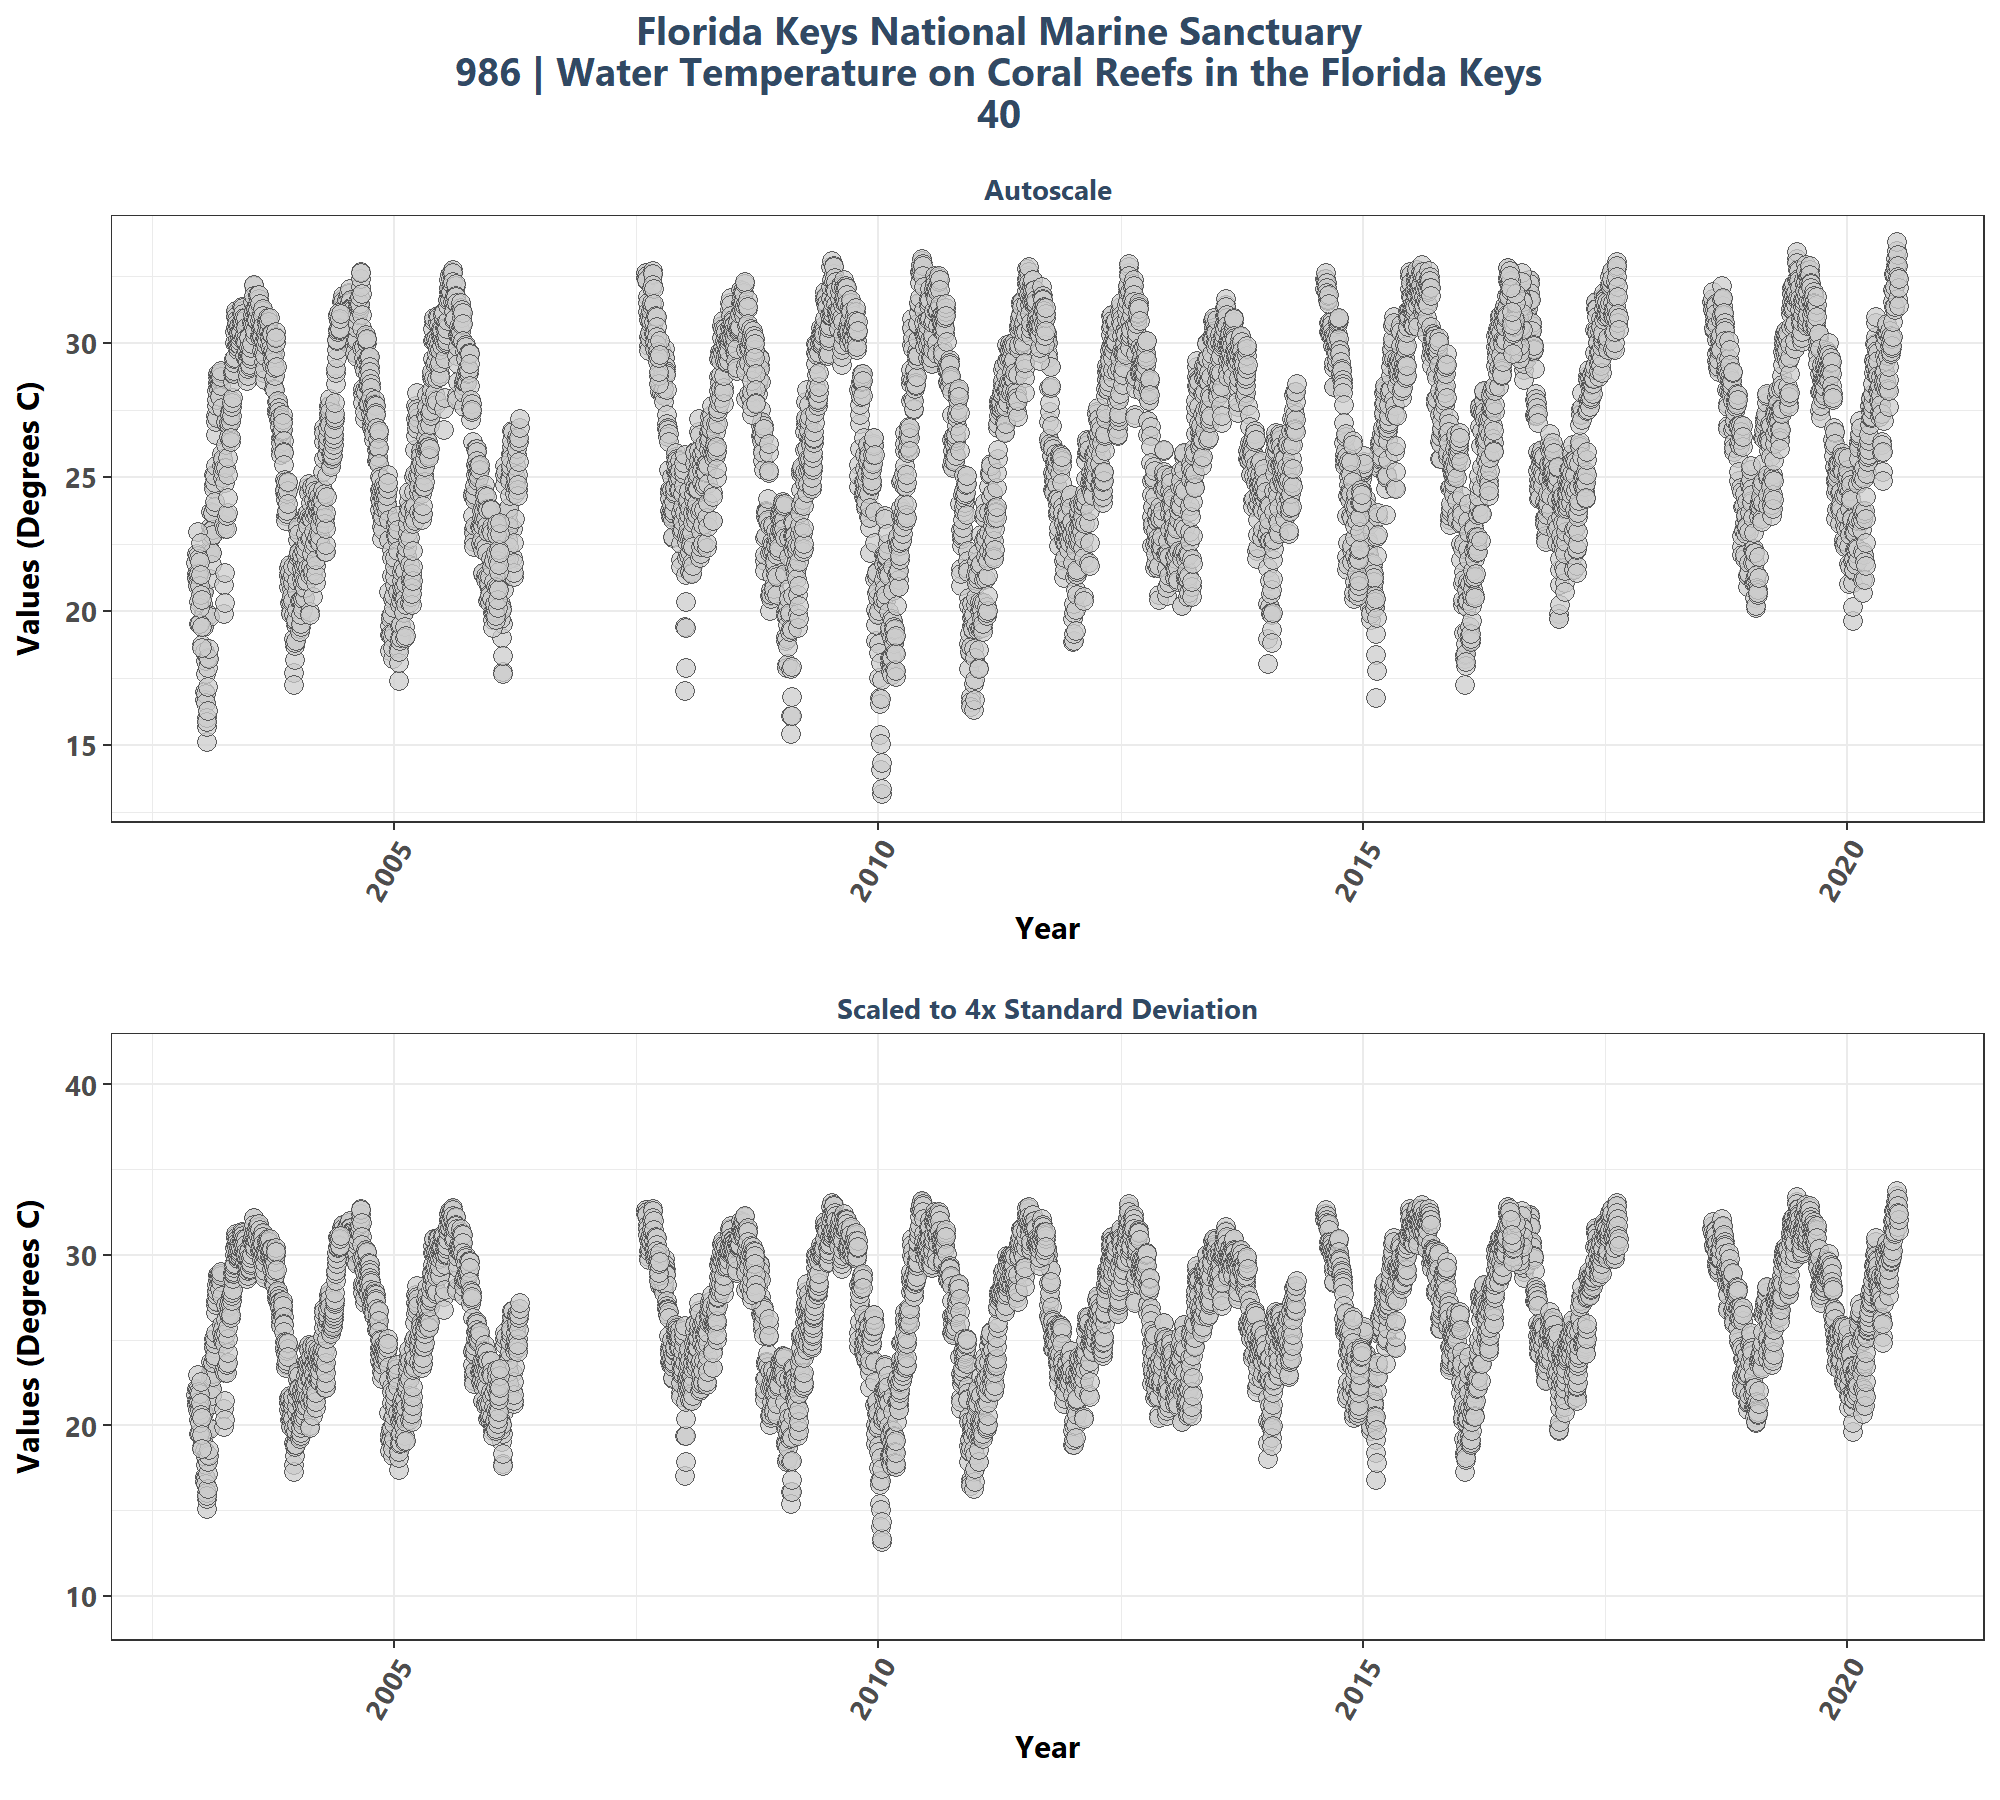 Florida Keys National Marine Sanctuary
986 | Water Temperature on Coral Reefs in the Florida Keys
40
Autoscale
Values (Degrees C)
30
25
20
15
2005
2010
2015
2020
Year
Scaled to 4x Standard Deviation
Values (Degrees C)
40
30
20
10
2005
2010
2015
2020
Year